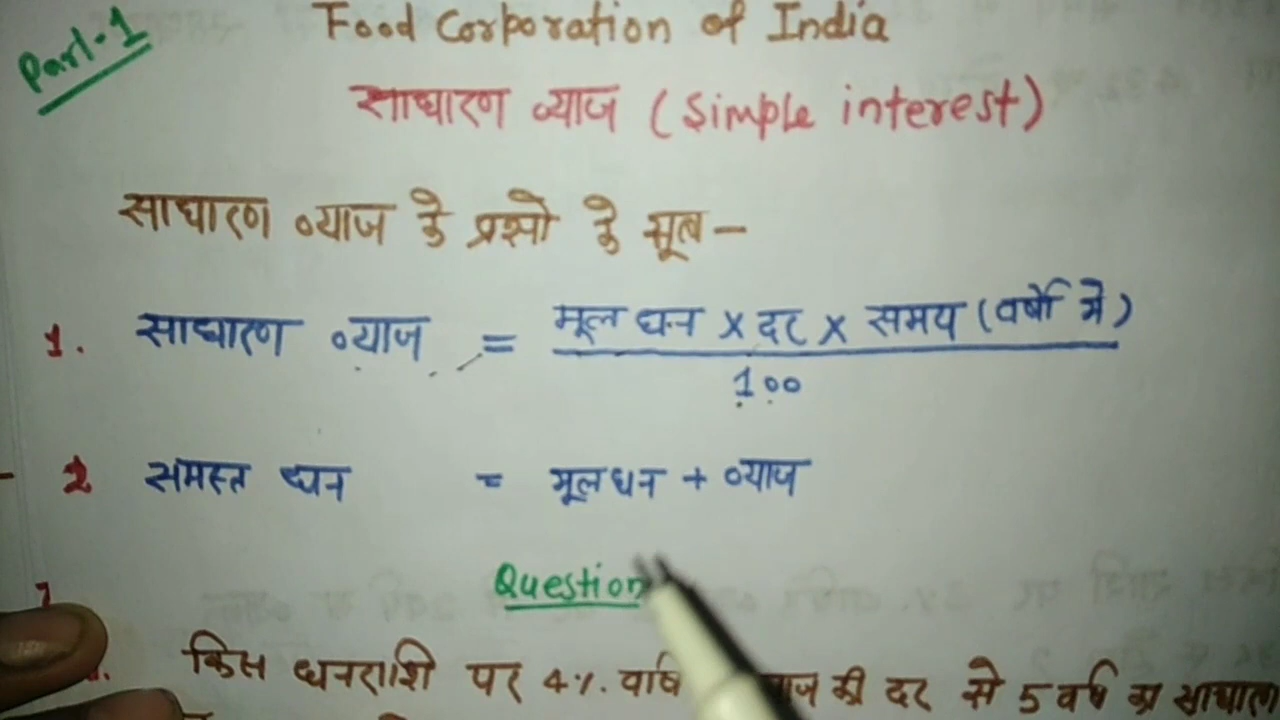 Part-1
Food Corporation of India
साधारण ब्याज (Simple interest)
साधारण ब्याज के प्रश्नो के सूत्र -
1. साधारण ब्याज = मूलधन x दर x समय (वर्षो मे)
100
2 समस्त धन = मूलधन + ब्याज
Question
किस धनराशि पर 4%. की दर से 5 वर्ष का साधारण